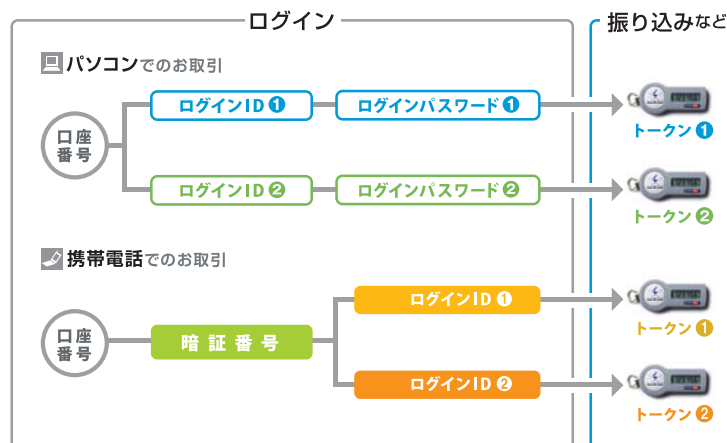 ログイン
振り込みなど
パソコンでのお取引
口座
番号
ログインID❶
ログインパスワード❶
トークン❶
ログインID❷
ログインパスワード❷
トークン❷
携帯電話でのお取引
口座
番号
暗証番号
ログインID❶
トークン❶
ログインID❷
トークン❷